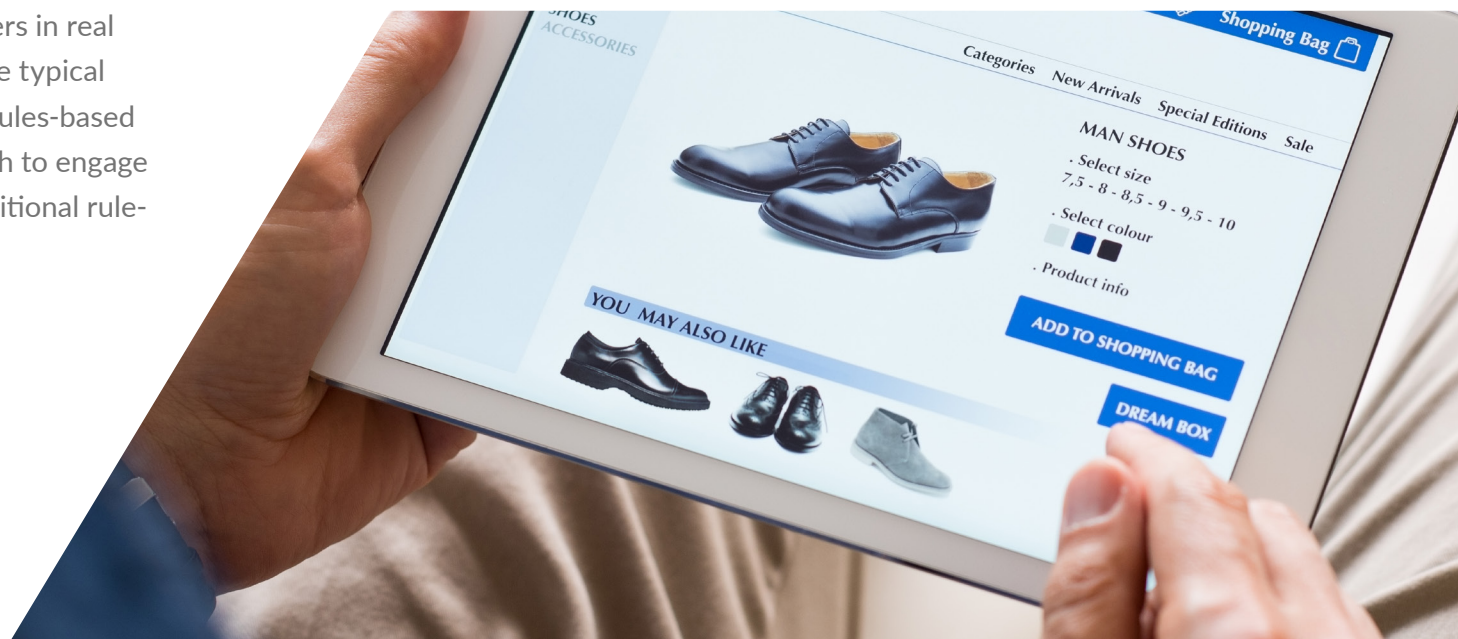 ers in real
e typical
ules-based
h to engage
itional rule-
SHOES
ACCESSORIES
Shopping Bag
Categories New Arrivals Special Editions Sale
MAN SHOES
. Select size
7,5 - 8 - 8,5 - 9 - 9,5 - 10
. Select colour
. Product info
ADD TO SHOPPING BAG
DREAM BOX
YOU MAY ALSO LIKE